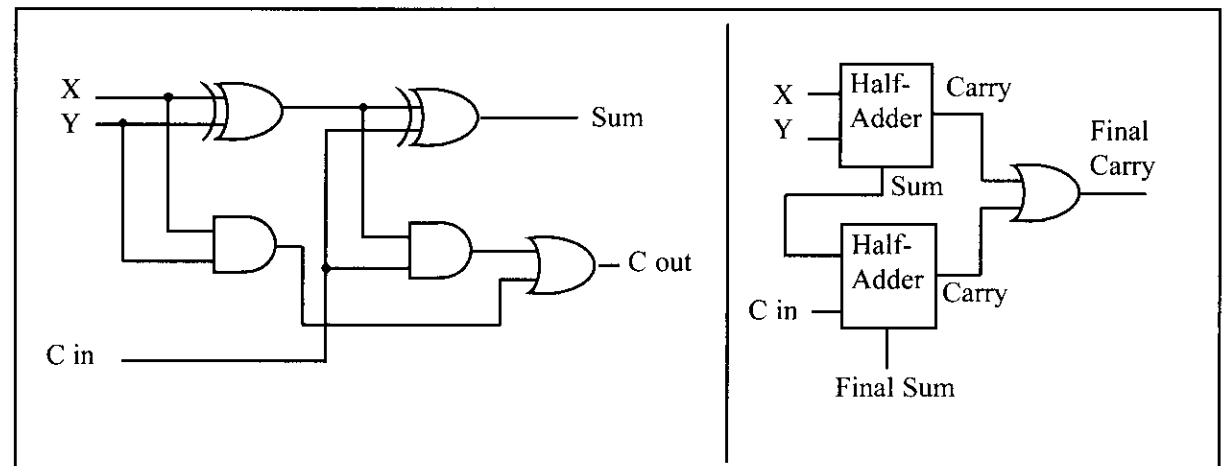 X
Y
Sum
C out
C in
X
Y
Half-
Adder
Carry
Sum
Final
Carry
Half-
Adder
Carry
C in
Final Sum